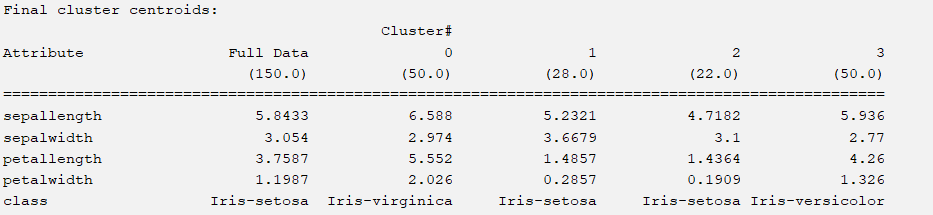 Final cluster centroids:
Cluster#
Attribute Full Data 0 1 2 3
(150.0) (50.0) (28.0) (22.0) (50.0)
==================================================================================================
sepallength 5.8433 6.588 5.2321 4.7182 5.936
sepalwidth 3.054 2.974 3.6679 3.1 2.77
petallength 3.7587 5.552 1.4857 1.4364 4.26
petalwidth 1.1987 2.026 0.2857 0.1909 1.326
class Iris-setosa Iris-virginica Iris-setosa Iris-setosa Iris-versicolor